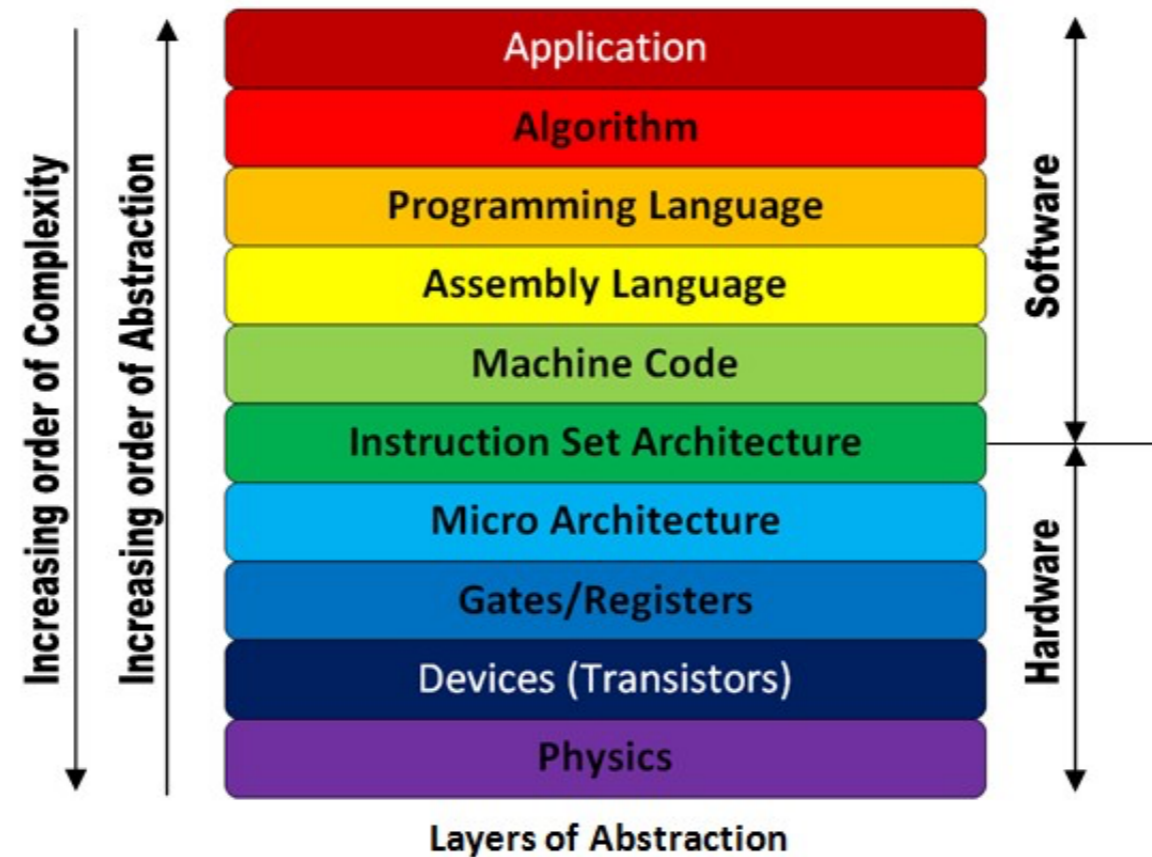 Increasing order of Complexity
Increasing order of Abstraction
Application
Algorithm
Programming Language
Assembly Language
Machine Code
Instruction Set Architecture
Micro Architecture
Gates/Registers
Devices (Transistors)
Physics
Software
Hardware
Layers of Abstraction